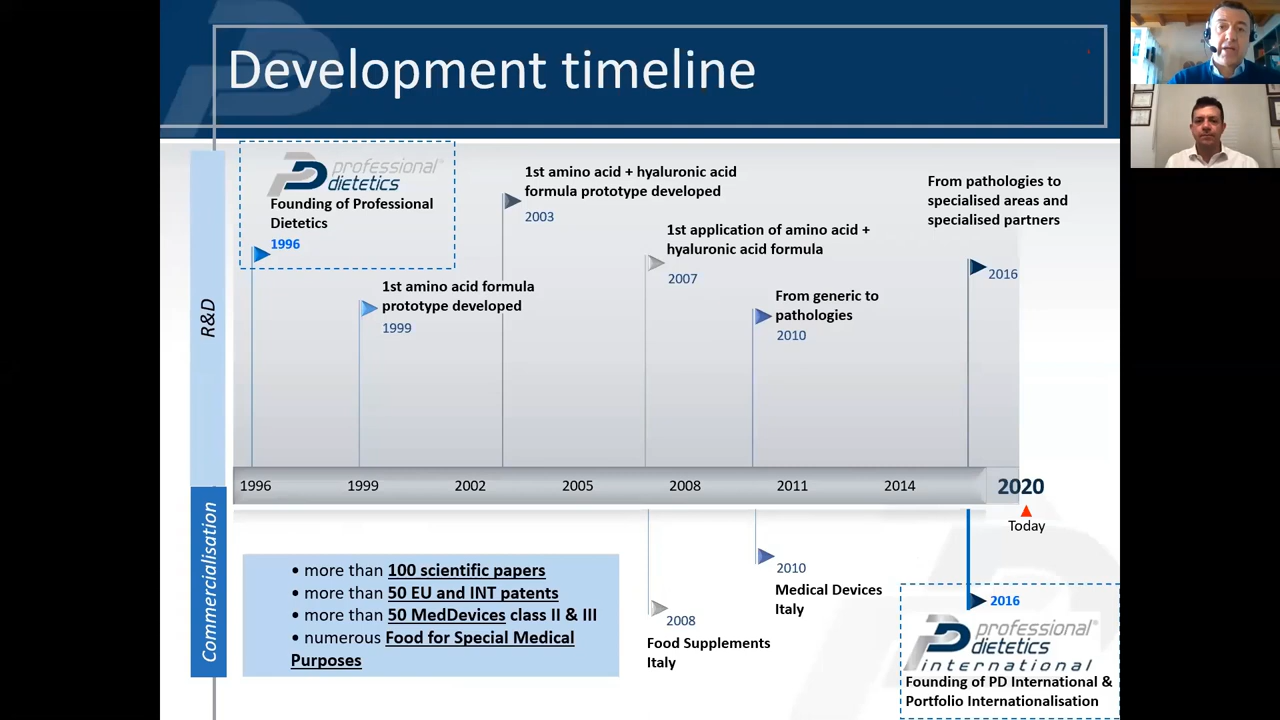 Development timeline
professional
dietetics
Founding of Professional
Dietetics
1996
1st amino acid formula
prototype developed
1999
1st amino acid + hyaluronic acid
formula prototype developed
2003
1st application of amino acid +
hyaluronic acid formula
2007
From generic to
pathologies
2010
From pathologies to
specialised areas and
specialised partners
2016
R&D
1996
1999
2002
2005
2008
2011
2014
2020
Today
Commercialisation
• more than 100 scientific papers
• more than 50 EU and INT patents
• more than 50 MedDevices class II & III
• numerous Food for Special Medical
Purposes
2008
Food Supplements
Italy
2010
Medical Devices
Italy
2016
professional
dietetics
international
Founding of PD International &
Portfolio Internationalisation